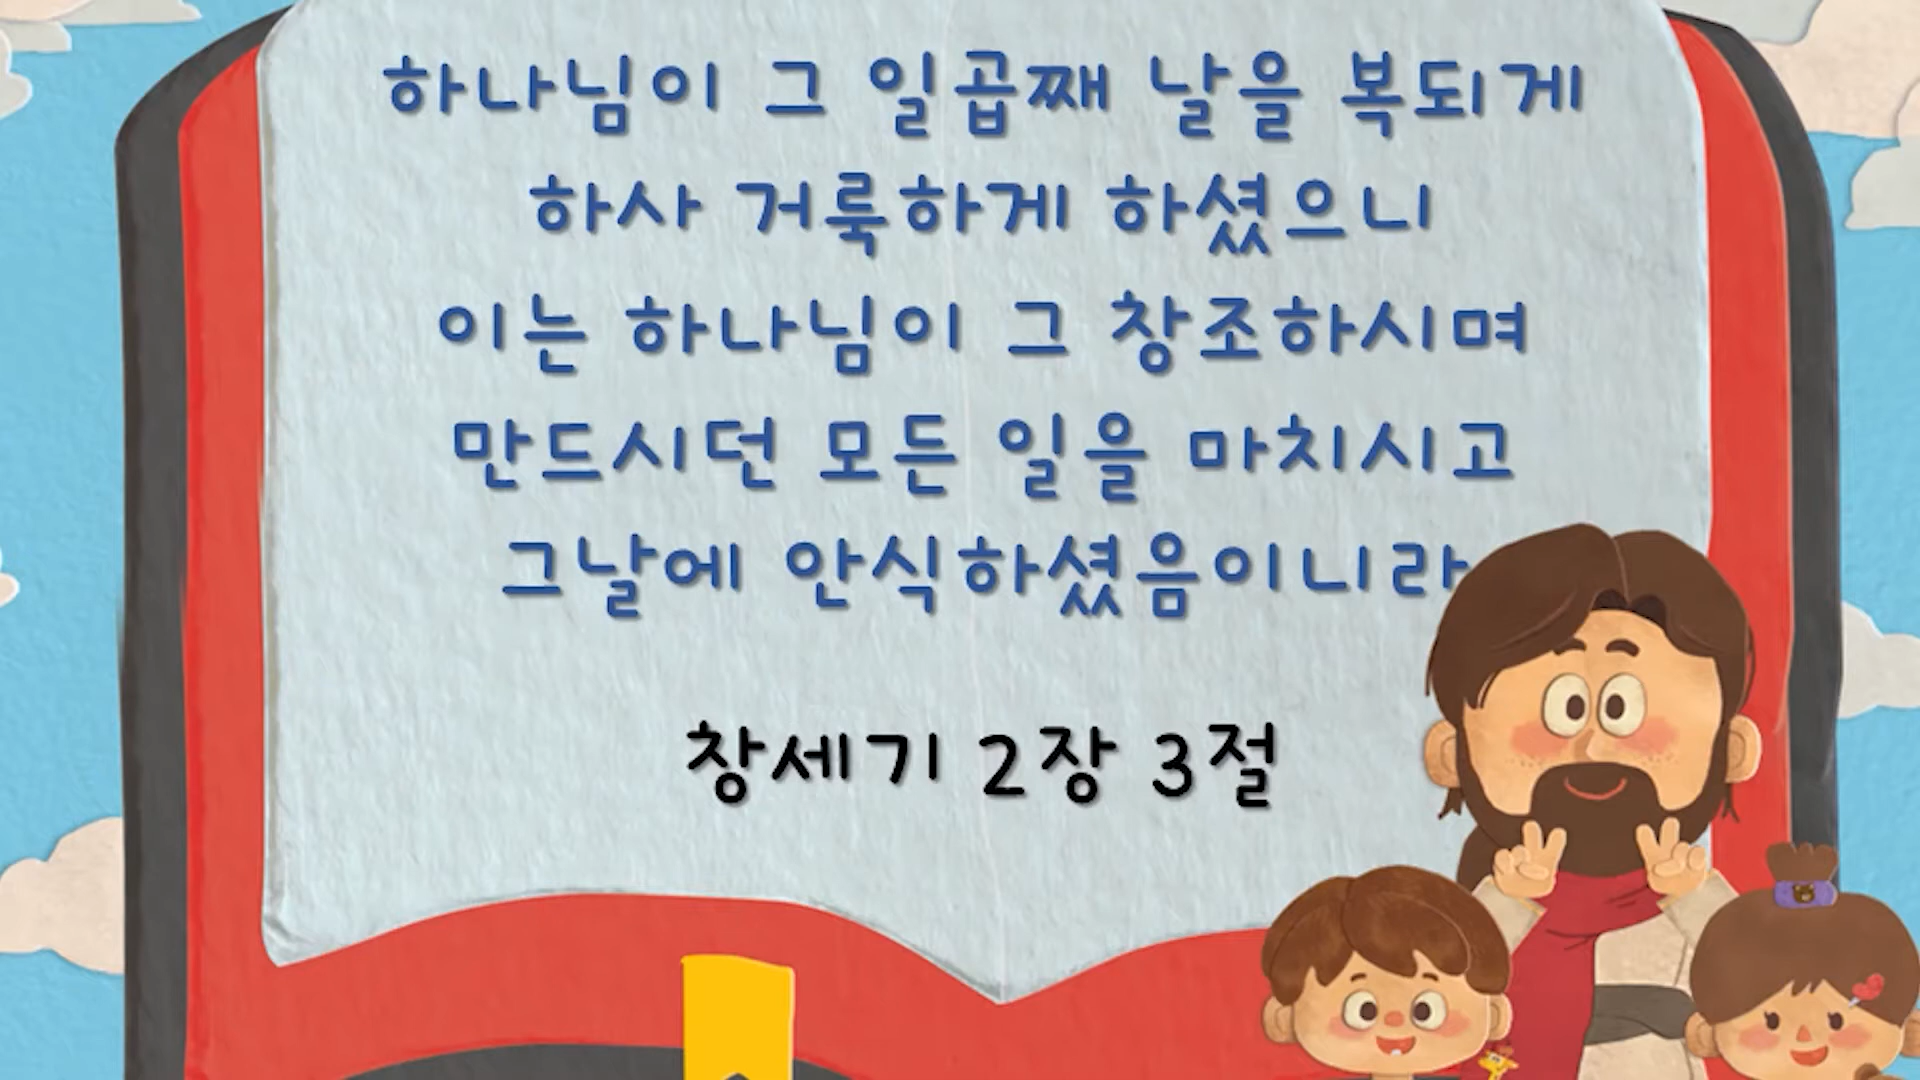 하나님이 그 일곱째 날을 복되게
하사 거룩하게 하셨으니
이는 하나님이 그 창조하시며
만드시던 모든 일을 마치시고
그날에 안식하셨음이니라
창세기 2장 3절